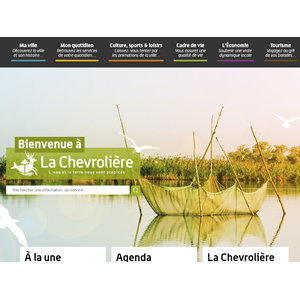 Ma ville
Découvrez la ville
et son histoire...
Mon quotidien
Retrouvez les services
de votre quotidien...
Culture, sports & loisirs
Laissez-vous tenter par
les animations de la ville...
Cadre de vie
Vous assurer une
qualité de vie
L'Économie
Soutenir une vraie
dynamique locale
Tourisme
Voyagez au gré
de vos balades...
Bienvenue à
La Chevrolière
L'eau et la terre nous sont propices
Rechercher une information, un service...
À la une
Agenda
La Chevrolière